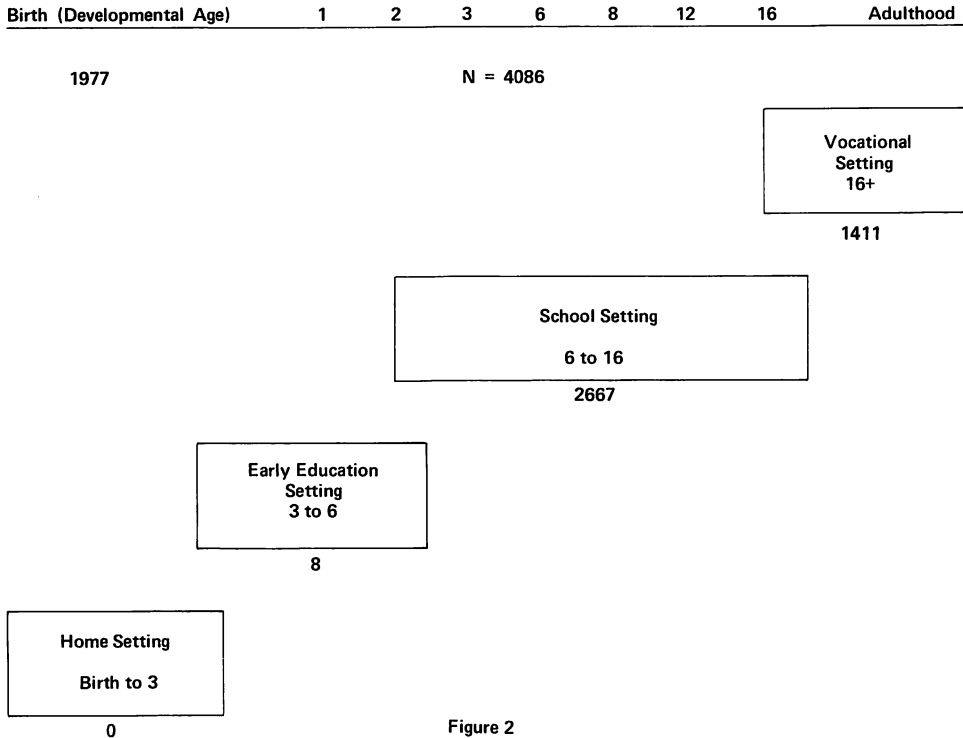 Birth (Developmental Age) 1 2 3 6 8 12 16 Adulthood
1977 N = 4086
Vocational
Setting
16+
1411
School Setting
6 to 16
2667
Early Education
Setting
3 to 6
8
Home Setting
Birth to 3
0
Figure 2